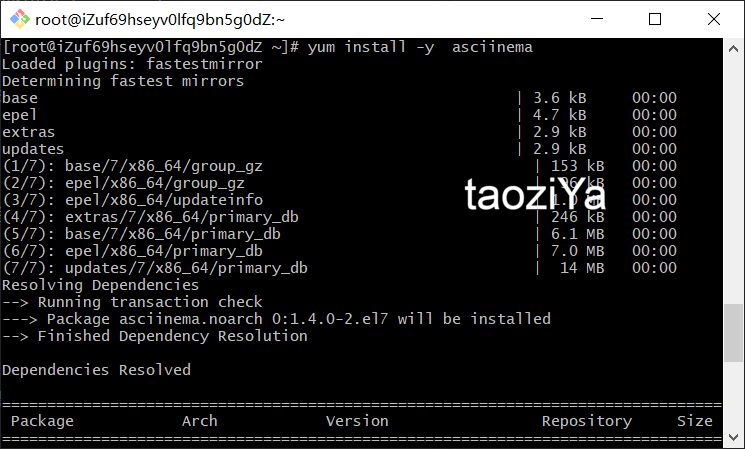 root@iZuf69hseyv0lfq9bn5g0dZ:~
[root@iZuf69hseyv0lfq9bn5g0dZ ~]# yum install -y  asciinema
Loaded plugins: fastestmirror
Determining fastest mirrors
base | 3.6 kB 00:00
epel | 4.7 kB 00:00
extras | 2.9 kB 00:00
updates | 2.9 kB 00:00
(1/7): base/7/x86_64/group_gz | 153 kB 00:00
(2/7): epel/x86_64/group_gz | kB 00:00
(3/7): epel/x86_64/updateinfo | MB 00:00
taoziYa
(4/7): extras/7/x86_64/primary_db | 246 kB 00:00
(5/7): base/7/x86_64/primary_db | 6.1 MB 00:00
(6/7): epel/x86_64/primary_db | 7.0 MB 00:00
(7/7): updates/7/x86_64/primary_db | 14 MB 00:00
Resolving Dependencies
--> Running transaction check
---> Package asciinema.noarch 0:1.4.0-2.el7 will be installed
--> Finished Dependency Resolution
Dependencies Resolved
================================================================================
Package Arch Version Repository Size
================================================================================